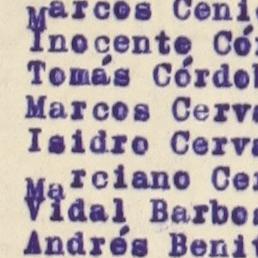 Marcos Ceni
Inocente Có
Tomás Córdo
Marcos Cerv
Isidro Cerv
Marciano Ce
Vidal Barbo
Andrés Beni